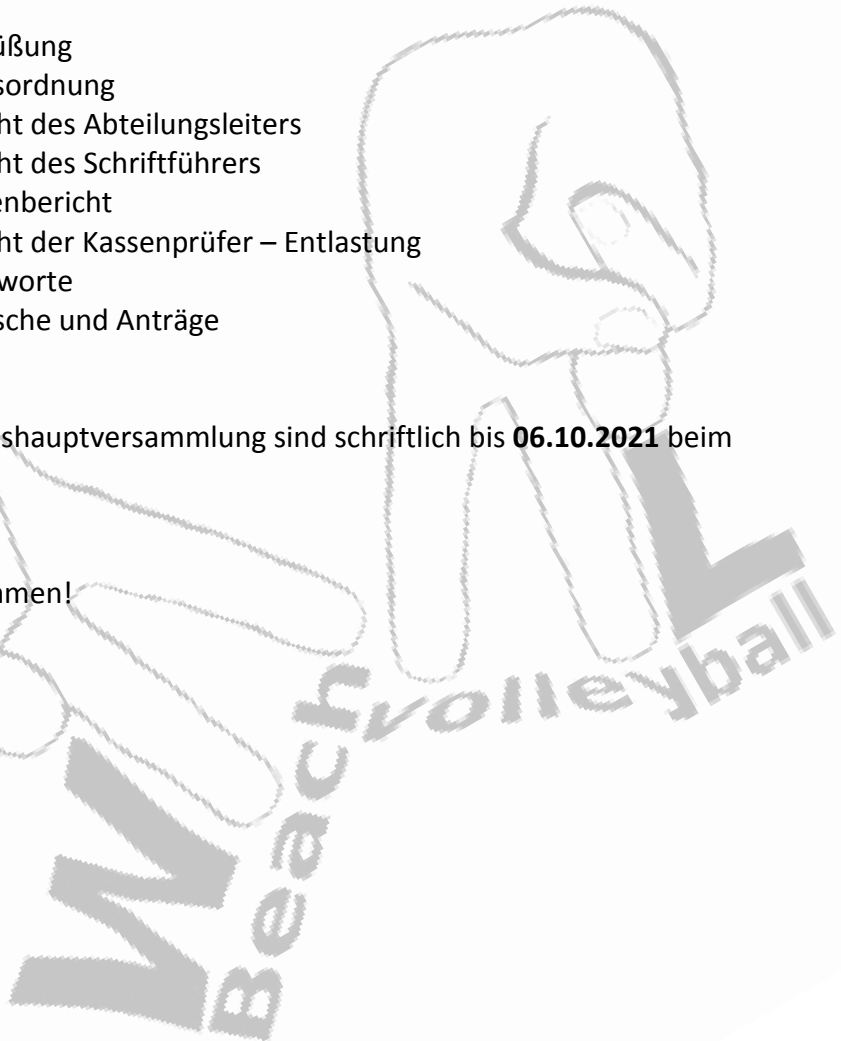 üßung
sordnung
ht des Abteilungsleiters
ht des Schriftführers
enbericht
ht der Kassenprüfer – Entlastung
worte
sche und Anträge
shauptversammlung sind schriftlich bis 06.10.2021 beim
men!
L
volleyball
Beach
W